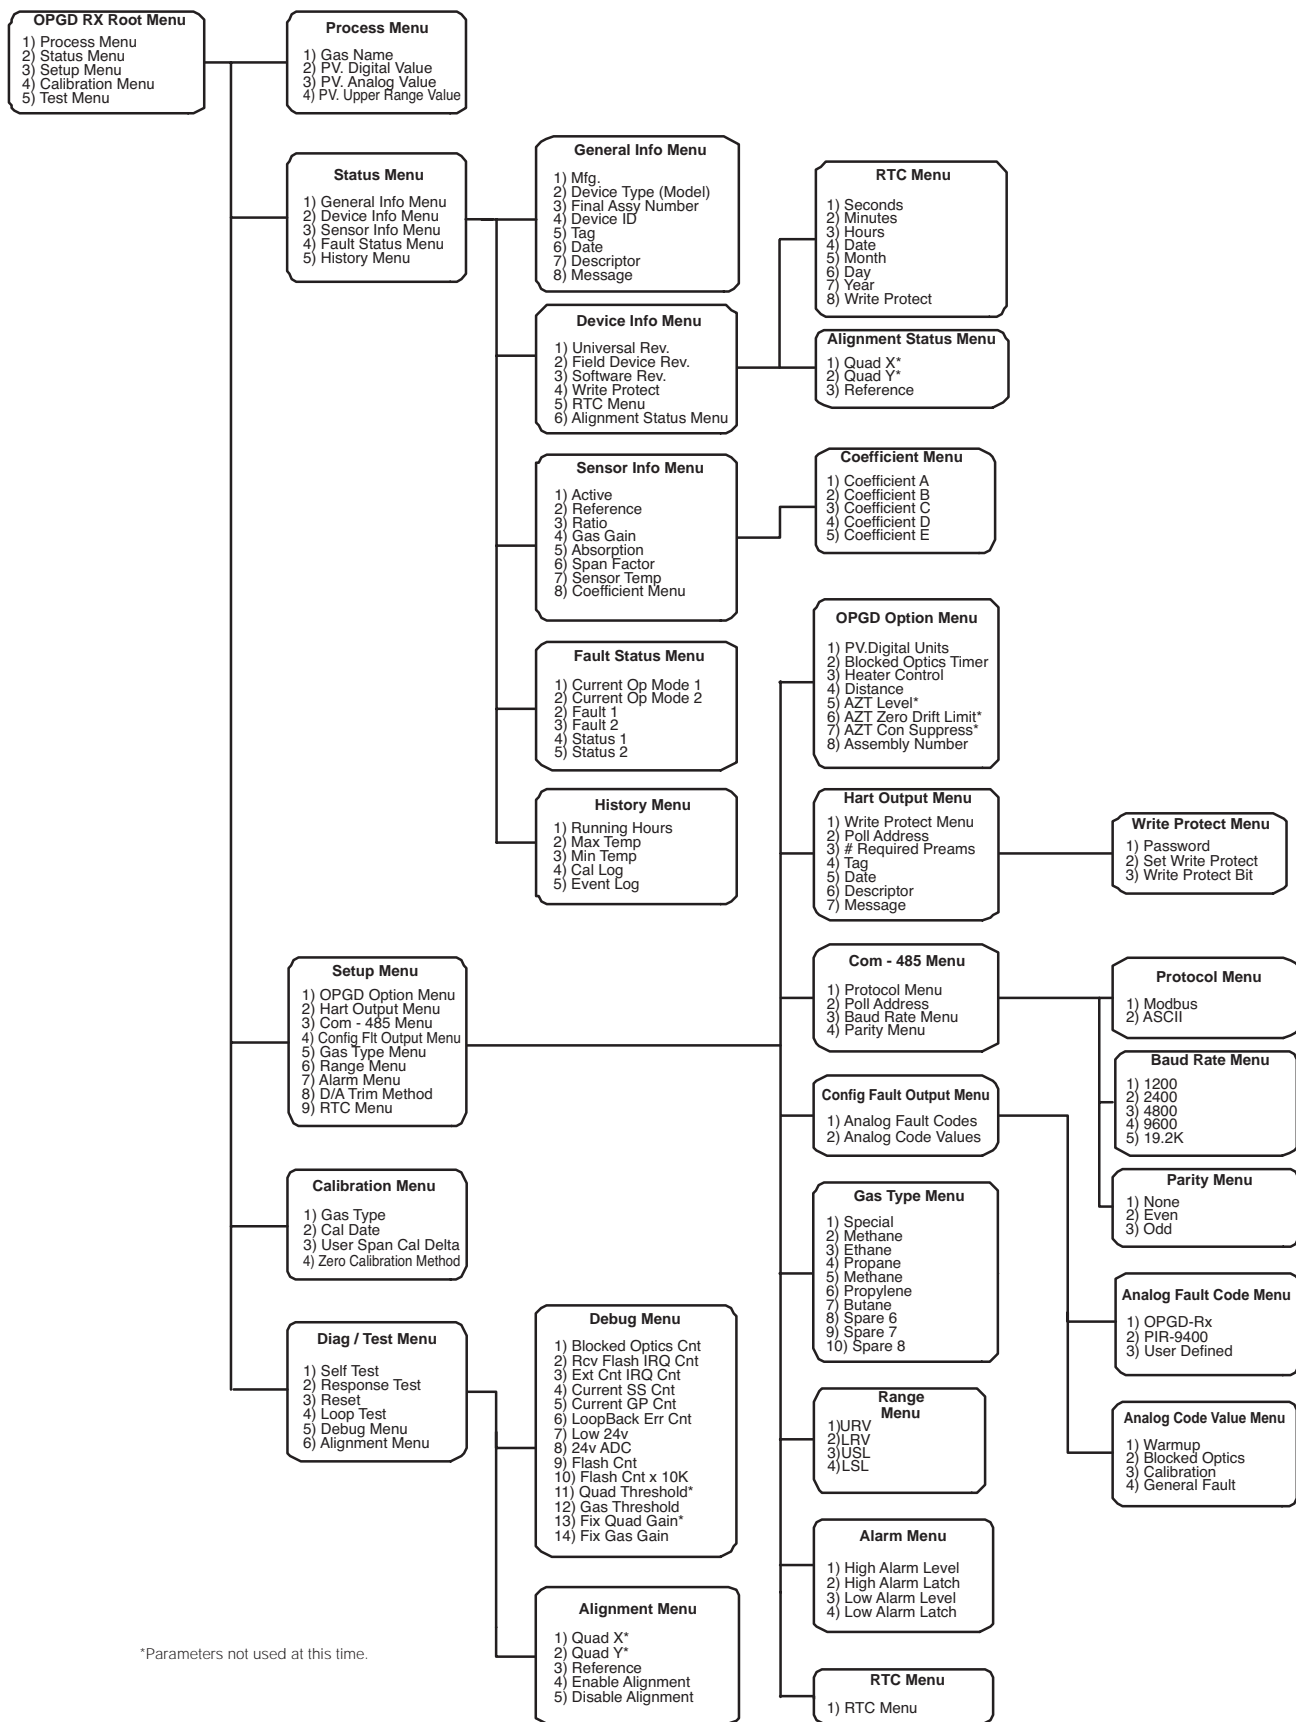 OPGD RX Root Menu
1) Process Menu
2) Status Menu
3) Setup Menu
4) Calibration Menu
5) Test Menu
Process Menu
1) Gas Name
2) PV. Digital Value
3) PV. Analog Value
4) PV. Upper Range Value
Status Menu
1) General Info Menu
2) Device Info Menu
3) Sensor Info Menu
4) Fault Status Menu
5) History Menu
General Info Menu
1) Mfg.
2) Device Type (Model)
3) Final Assy Number
4) Device ID
5) Tag
6) Date
7) Descriptor
8) Message
RTC Menu
1) Seconds
2) Minutes
3) Hours
4) Date
5) Month
6) Day
7) Year
8) Write Protect
Device Info Menu
1) Universal Rev.
2) Field Device Rev.
3) Software Rev.
4) Write Protect
5) RTC Menu
6) Alignment Status Menu
Alignment Status Menu
1) Quad X*
2) Quad Y*
3) Reference
Sensor Info Menu
1) Active
2) Reference
3) Ratio
4) Gas Gain
5) Absorption
6) Span Factor
7) Sensor Temp
8) Coefficient Menu
Coefficient Menu
1) Coefficient A
2) Coefficient B
3) Coefficient C
4) Coefficient D
5) Coefficient E
Fault Status Menu
1) Current Op Mode 1
2) Current Op Mode 2
2) Fault 1
3) Fault 2
4) Status 1
5) Status 2
History Menu
1) Running Hours
2) Max Temp
3) Min Temp
4) Cal Log
5) Event Log
Setup Menu
1) OPGD Option Menu
2) Hart Output Menu
3) Com - 485 Menu
4) Config Flt Output Menu
5) Gas Type Menu
6) Range Menu
7) Alarm Menu
8) D/A Trim Method
9) RTC Menu
OPGD Option Menu
1) PV.Digital Units
2) Blocked Optics Timer
3) Heater Control
4) Distance
5) AZT Level*
6) AZT Zero Drift Limit*
7) AZT Con Suppress*
8) Assembly Number
Hart Output Menu
1) Write Protect Menu
2) Poll Address
3) # Required Preams
4) Tag
5) Date
6) Descriptor
7) Message
Write Protect Menu
1) Password
2) Set Write Protect
3) Write Protect Bit
Com - 485 Menu
1) Protocol Menu
2) Poll Address
3) Baud Rate Menu
4) Parity Menu
Protocol Menu
1) Modbus
2) ASCII
Baud Rate Menu
1) 1200
2) 2400
3) 4800
4) 9600
5) 19.2K
Parity Menu
1) None
2) Even
3) Odd
Config Fault Output Menu
1) Analog Fault Codes
2) Analog Code Values
Analog Fault Code Menu
1) OPGD-Rx
2) PIR-9400
3) User Defined
Analog Code Value Menu
1) Warmup
2) Blocked Optics
3) Calibration
4) General Fault
Gas Type Menu
1) Special
2) Methane
3) Ethane
4) Propane
5) Methane
6) Propylene
7) Butane
8) Spare 6
9) Spare 7
10) Spare 8
Range
Menu
1)URV
2)LRV
3)USL
4)LSL
Alarm Menu
1) High Alarm Level
2) High Alarm Latch
3) Low Alarm Level
4) Low Alarm Latch
RTC Menu
1) RTC Menu
Calibration Menu
1) Gas Type
2) Cal Date
3) User Span Cal Delta
4) Zero Calibration Method
Diag / Test Menu
1) Self Test
2) Response Test
3) Reset
4) Loop Test
5) Debug Menu
6) Alignment Menu
Debug Menu
1) Blocked Optics Cnt
2) Rcv Flash IRQ Cnt
3) Ext Cnt IRQ Cnt
4) Current SS Cnt
5) Current GP Cnt
6) LoopBack Err Cnt
7) Low 24v
8) 24v ADC
9) Flash Cnt
10) Flash Cnt x 10K
11) Quad Threshold*
12) Gas Threshold
13) Fix Quad Gain*
14) Fix Gas Gain
Alignment Menu
1) Quad X*
2) Quad Y*
3) Reference
4) Enable Alignment
5) Disable Alignment
*Parameters not used at this time.